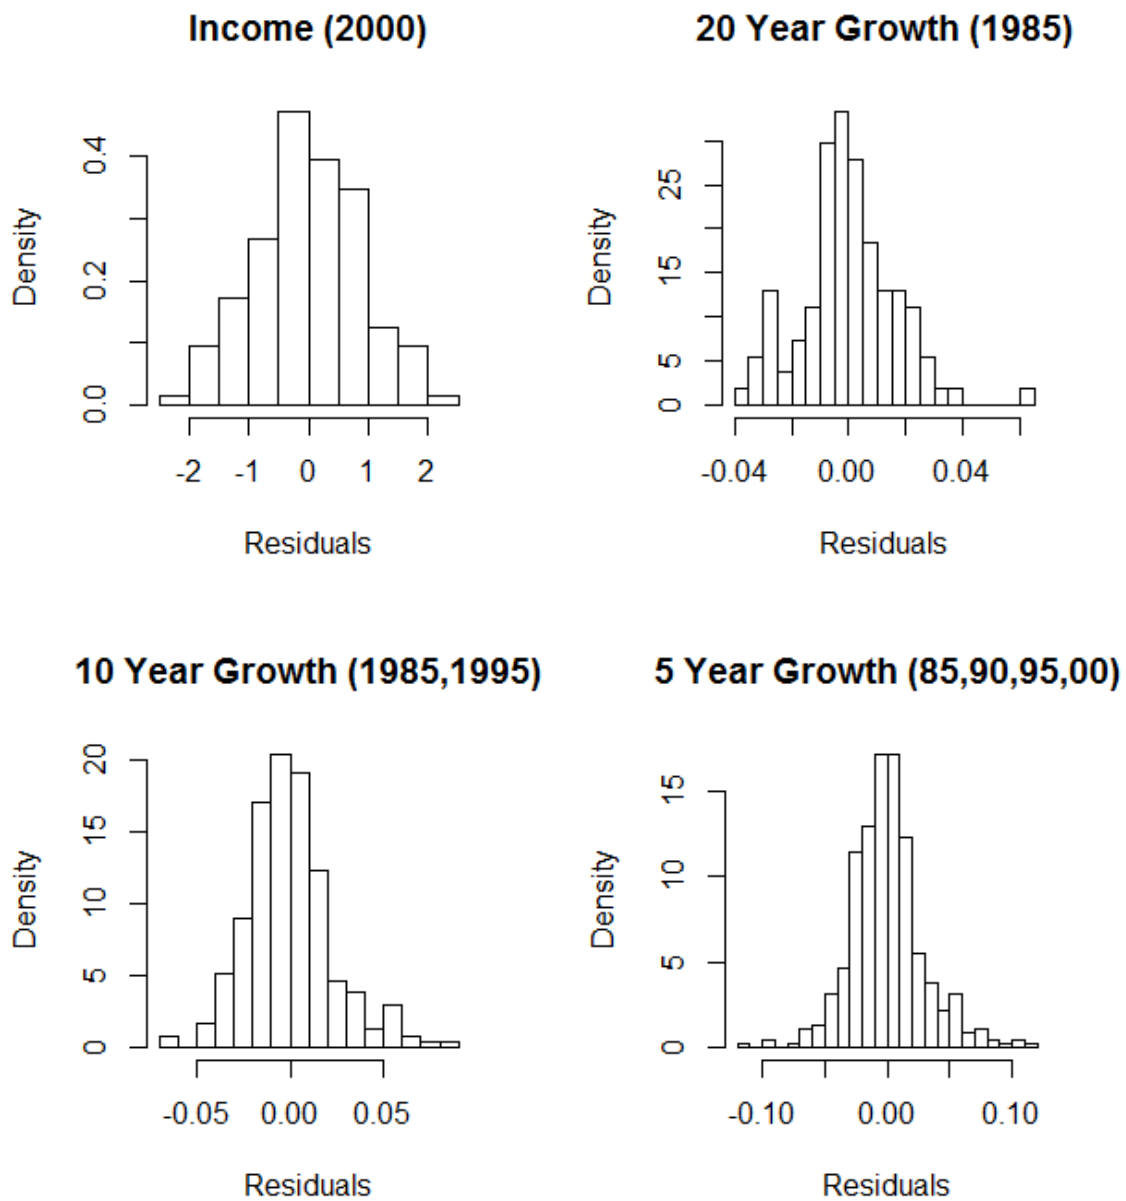 Income (2000)
Density
0.0 0.2 0.4
-2 -1 0 1 2
Residuals
20 Year Growth (1985)
Density
0 5 15 25
-0.04 0.00 0.04
Residuals
10 Year Growth (1985,1995)
Density
0 5 10 15 20
-0.05 0.00 0.05
Residuals
5 Year Growth (85,90,95,00)
Density
0 5 10 15
-0.10 0.00 0.10
Residuals